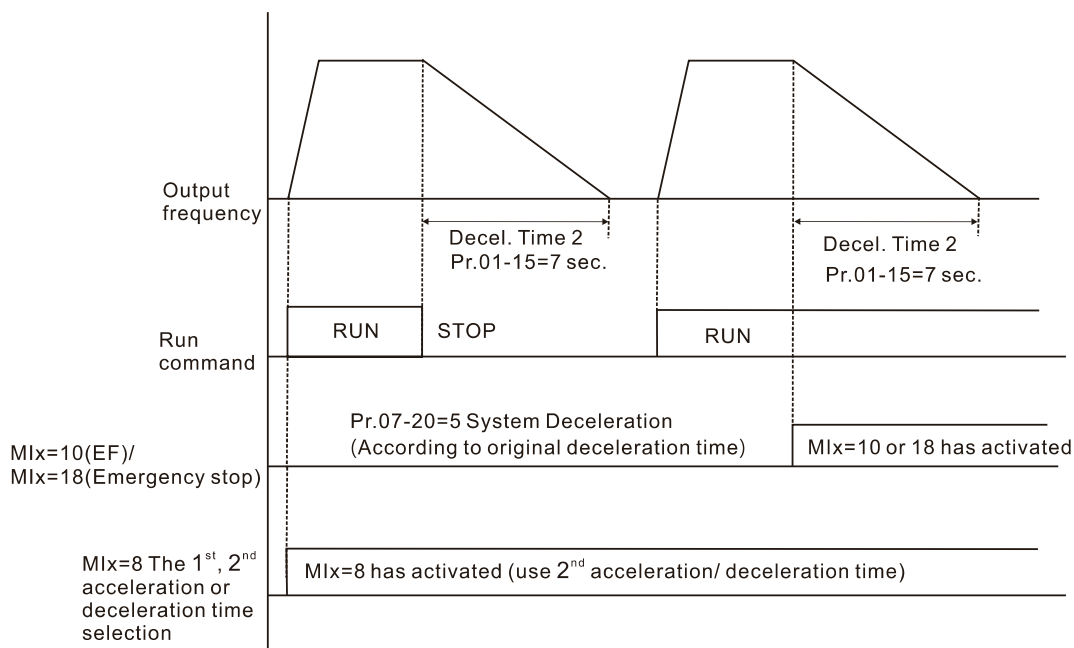 Output
frequency
Decel. Time 2
Pr.01-15=7 sec.
Decel. Time 2
Pr.01-15=7 sec.
Run
command
RUN
STOP
RUN
MIx=10(EF)/
MIx=18(Emergency stop)
Pr.07-20=5 System Deceleration
(According to original deceleration time)
MIx=10 or 18 has activated
MIx=8 The 1st, 2nd
acceleration or
deceleration time
selection
MIx=8 has activated (use 2nd acceleration/ deceleration time)